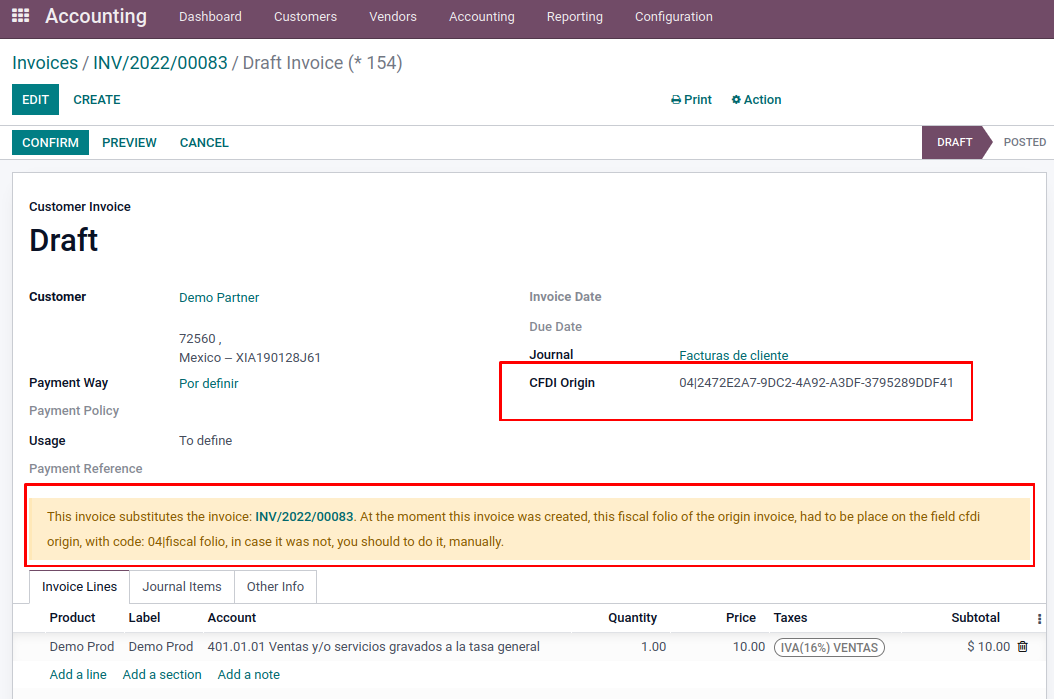 Accounting Dashboard Customers Vendors Accounting Reporting Configuration
Invoices / INV/2022/00083 / Draft Invoice (* 154)
EDIT CREATE Print Action
CONFIRM PREVIEW CANCEL DRAFT POSTED
Customer Invoice
Draft
Customer Demo Partner Invoice Date
Due Date
72560 ,
Mexico – XIA190128J61
Journal Facturas de cliente
Payment Way Por definir CFDI Origin 04|2472E2A7-9DC2-4A92-A3DF-3795289DDF41
Payment Policy
Usage To define
Payment Reference
This invoice substitutes the invoice: INV/2022/00083. At the moment this invoice was created, this fiscal folio of the origin invoice, had to be place on the field cfdi
origin, with code: 04|fiscal folio, in case it was not, you should to do it, manually.
Invoice Lines Journal Items Other Info
Product Label Account Quantity Price Taxes Subtotal
Demo Prod Demo Prod 401.01.01 Ventas y/o servicios gravados a la tasa general 1.00 10.00 IVA(16%) VENTAS $ 10.00
Add a line Add a section Add a note